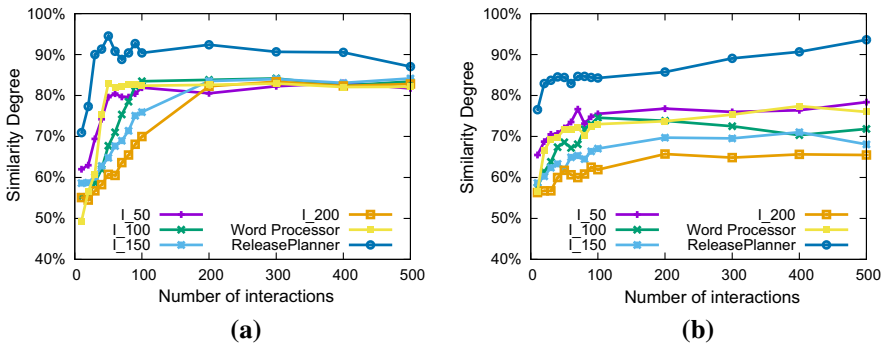 100%
90%
80%
70%
60%
50%
40%
Similarity Degree
I_50
I_100
I_150
I_200
Word Processor
ReleasePlanner
0 100 200 300 400 500
Number of interactions
(a)
100%
90%
80%
70%
60%
50%
40%
Similarity Degree
I_50
I_100
I_150
I_200
Word Processor
ReleasePlanner
0 100 200 300 400 500
Number of interactions
(b)